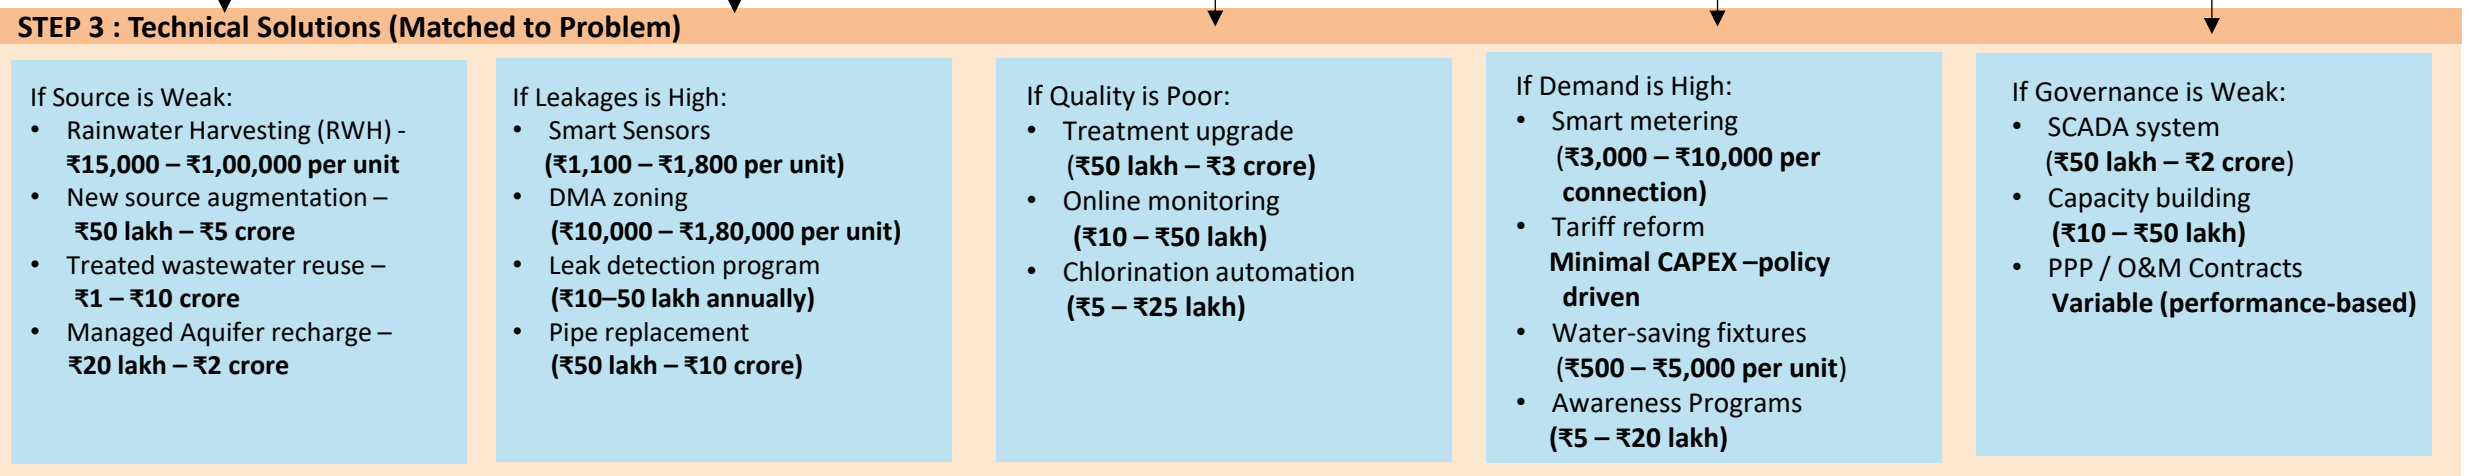 STEP 3 : Technical Solutions (Matched to Problem)
If Source is Weak:
• Rainwater Harvesting (RWH) -
₹15,000 – ₹1,00,000 per unit
• New source augmentation –
₹50 lakh – ₹5 crore
• Treated wastewater reuse –
₹1 – ₹10 crore
• Managed Aquifer recharge –
₹20 lakh – ₹2 crore
If Leakages is High:
• Smart Sensors
(₹1,100 – ₹1,800 per unit)
• DMA zoning
(₹10,000 – ₹1,80,000 per unit)
• Leak detection program
(₹10–50 lakh annually)
• Pipe replacement
(₹50 lakh – ₹10 crore)
If Quality is Poor:
• Treatment upgrade
(₹50 lakh – ₹3 crore)
• Online monitoring
(₹10 – ₹50 lakh)
• Chlorination automation
(₹5 – ₹25 lakh)
If Demand is High:
• Smart metering
(₹3,000 – ₹10,000 per
connection)
• Tariff reform
Minimal CAPEX –policy
driven
• Water-saving fixtures
(₹500 – ₹5,000 per unit)
• Awareness Programs
(₹5 – ₹20 lakh)
If Governance is Weak:
• SCADA system
(₹50 lakh – ₹2 crore)
• Capacity building
(₹10 – ₹50 lakh)
• PPP / O&M Contracts
Variable (performance-based)